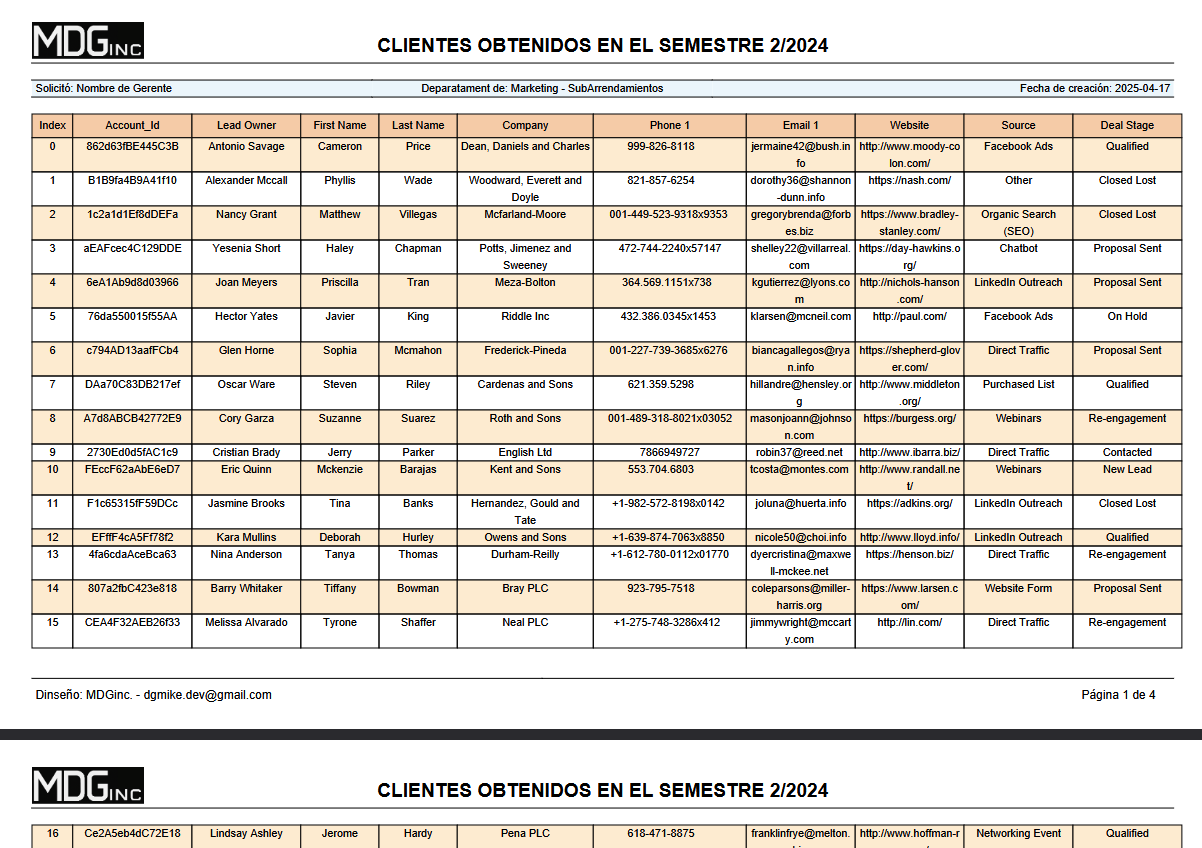 MDGINC
CLIENTES OBTENIDOS EN EL SEMESTRE 2/2024
Solicitó: Nombre de Gerente Departatament de: Marketing - SubArrendamientos Fecha de creación: 2025-04-17
Index Account_Id Lead Owner First Name Last Name Company Phone 1 Email 1 Website Source Deal Stage
0 862d63fBE445C3B Antonio Savage Cameron Price Dean, Daniels and Charles 999-826-8118 jermaine42@bush.in http://www.moody-co Facebook Ads Qualified
fo lon.com/
1 B1B9fa4B9A41f10 Alexander Mccall Phyllis Wade Woodward, Everett and 821-857-6254 dorothy36@shannon https://nash.com/ Other Closed Lost
Doyle -dunn.info
2 1c2a1d1Ef8dDEFa Nancy Grant Matthew Villegas Mcfarland-Moore 001-449-523-9318x9353 gregorybrenda@forb https://www.bradley- Organic Search Closed Lost
es.biz stanley.com/ (SEO)
3 aEAFcec4C129DDE Yesenia Short Haley Chapman Potts, Jimenez and 472-744-2240x57147 shelley22@villarreal. https://day-hawkins.o Chatbot Proposal Sent
Sweeney com rg/
4 6eA1Ab9d8d03966 Joan Meyers Priscilla Tran Meza-Bolton 364.569.1151x738 kgutierrez@lyons.co http://nichols-hanson LinkedIn Outreach Proposal Sent
m .com/
5 76da550015f55AA Hector Yates Javier King Riddle Inc 432.386.0345x1453 klarsen@mcneil.com http://paul.com/ Facebook Ads On Hold
6 c794AD13aafFCb4 Glen Horne Sophia Mcmahon Frederick-Pineda 001-227-739-3685x6276 biancagallegos@rya https://shepherd-glov Direct Traffic Proposal Sent
n.info er.com/
7 DAa70C83DB217ef Oscar Ware Steven Riley Cardenas and Sons 621.359.5298 hillandre@hensley.or http://www.middleton Purchased List Qualified
g .org/
8 A7d8ABCB42772E9 Cory Garza Suzanne Suarez Roth and Sons 001-489-318-8021x03052 masonjoann@johnso https://burgess.org/ Webinars Re-engagement
n.com
9 2730Ed0d5fAC1c9 Cristian Brady Jerry Parker English Ltd 7866949727 robin37@reed.net http://www.ibarra.biz/ Direct Traffic Contacted
10 FEccF62aAbE6eD7 Eric Quinn Mckenzie Barajas Kent and Sons 553.704.6803 tcosta@montes.com http://www.randall.ne Webinars New Lead
t/
11 F1c65315fF59DCc Jasmine Brooks Tina Banks Hernandez, Gould and +1-982-572-8198x0142 joluna@huerta.info https://adkins.org/ LinkedIn Outreach Closed Lost
Tate
12 EFffF4cA5Ff78f2 Kara Mullins Deborah Hurley Owens and Sons +1-639-874-7063x8850 nicole50@choi.info http://www.lloyd.info/ LinkedIn Outreach Qualified
13 4fa6cdaAceBca63 Nina Anderson Tanya Thomas Durham-Reilly +1-612-780-0112x01770 dyercristina@maxwe https://henson.biz/ Direct Traffic Re-engagement
ll-mckee.net
14 807a2fbC423e818 Barry Whitaker Tiffany Bowman Bray PLC 923-795-7518 coleparsons@miller- https://www.larsen.c Website Form Proposal Sent
harris.org om/
15 CEA4F32AEB26f33 Melissa Alvarado Tyrone Shaffer Neal PLC +1-275-748-3286x412 jimmywright@mccart http://lin.com/ Direct Traffic Re-engagement
y.com
Dinseño: MDGinc. - dgmike.dev@gmail.com Página 1 de 4
MDGINC
CLIENTES OBTENIDOS EN EL SEMESTRE 2/2024
16 Ce2A5eb4dC72E18 Lindsay Ashley Jerome Hardy Pena PLC 618-471-8875 franklinfrye@melton. http://www.hoffman-r Networking Event Qualified